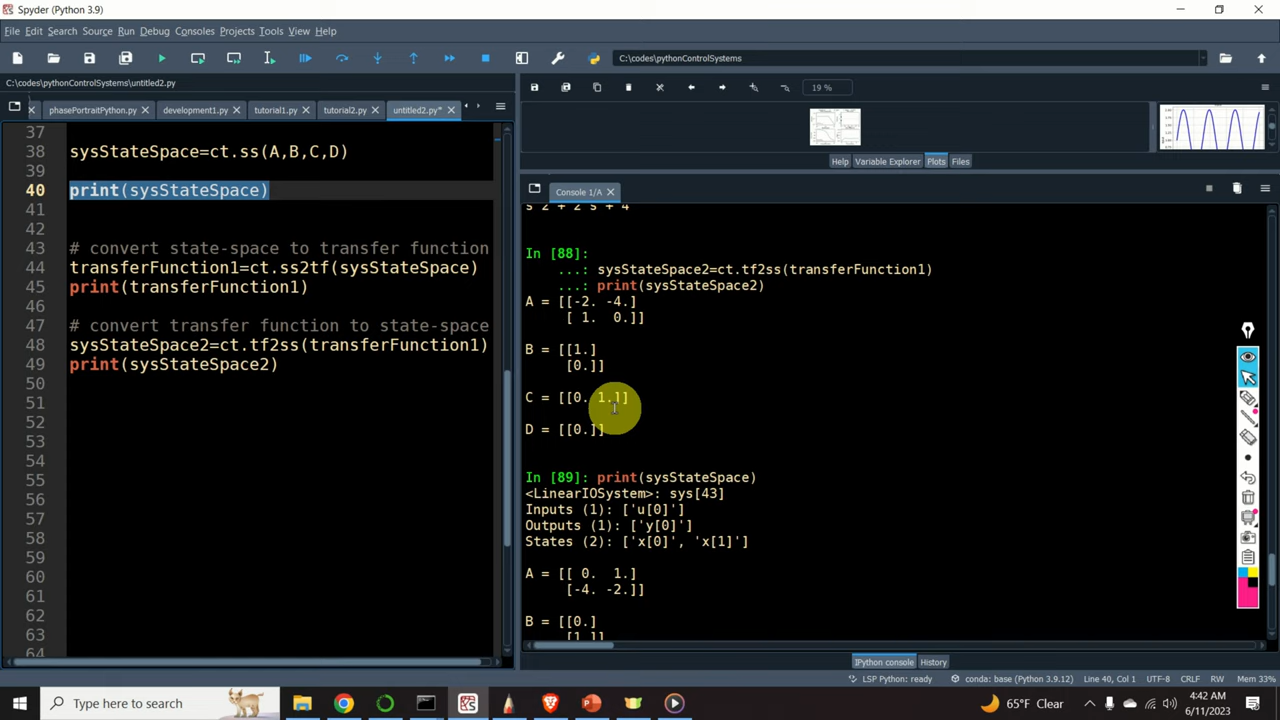 Spyder (Python 3.9)
File Edit Search Source Run Debug Consoles Projects Tools View Help
C:\codes\pythonControlSystems
C:\codes\pythonControlSystems\untitled2.py
phasePortraitPython.py development1.py tutorial1.py tutorial2.py untitled2.py*
19 %
Help Variable Explorer Plots Files
Console 1/A
37
38 sysStateSpace=ct.ss(A,B,C,D)
39
40 print(sysStateSpace)
41
42
43 # convert state-space to transfer function
44 transferFunction1=ct.ss2tf(sysStateSpace)
45 print(transferFunction1)
46
47 # convert transfer function to state-space
48 sysStateSpace2=ct.tf2ss(transferFunction1)
49 print(sysStateSpace2)
50
51
52
53
54
55
56
57
58
59
60
61
62
63
64
s^2 + 2 s + 4
In [88]:
...: sysStateSpace2=ct.tf2ss(transferFunction1)
...: print(sysStateSpace2)
A = [[-2. -4.]
[ 1. 0.]]
B = [[1.]
[0.]]
C = [[0. 1.]]
D = [[0.]]
In [89]: print(sysStateSpace)
<LinearIOSystem>: sys[43]
Inputs (1): ['u[0]']
Outputs (1): ['y[0]']
States (2): ['x[0]', 'x[1]']
A = [[ 0. 1.]
[-4. -2.]]
B = [[0.]
[1.]]
IPython console History
LSP Python: ready conda: base (Python 3.9.12) Line 40, Col 1 UTF-8 CRLF RW Mem 33%
Type here to search
65°F Clear
4:42 AM
6/11/2023